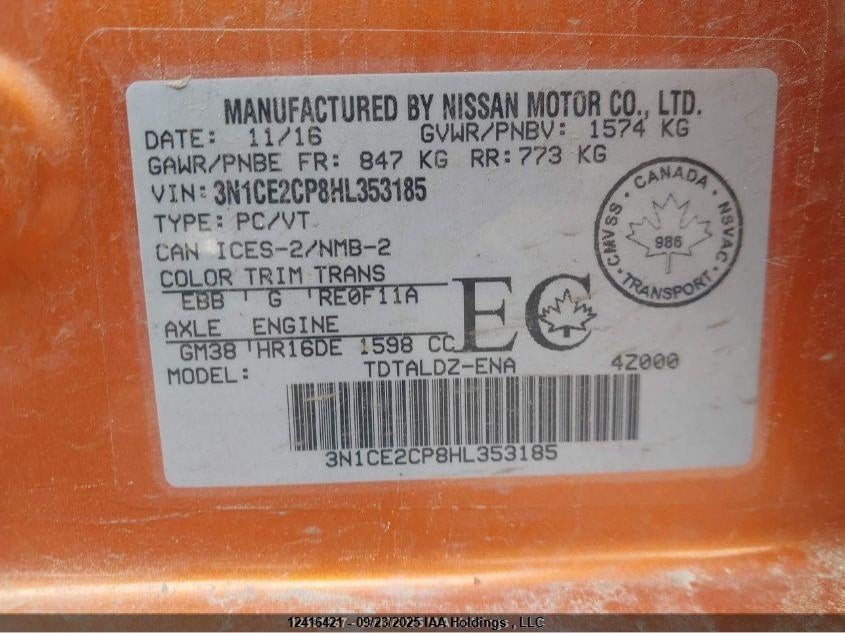 MANUFACTURED BY NISSAN MOTOR CO., LTD.
DATE: 11/16 GVWR/PNBV: 1574 KG
GAWR/PNBE FR: 847 KG RR: 773 KG
VIN: 3N1CE2CP8HL353185
TYPE: PC/VT
CAN ICES-2/NMB-2
COLOR TRIM TRANS
EBB G RE0F11A
AXLE ENGINE
GM38 HR16DE 1598 CC
EC
CANADA
CMVSS • NSVAC
986
TRANSPORT
MODEL: TDTALDZ-ENA 4Z000
3N1CE2CP8HL353185
12416421 - 09/23/2025 IAA Holdings , LLC